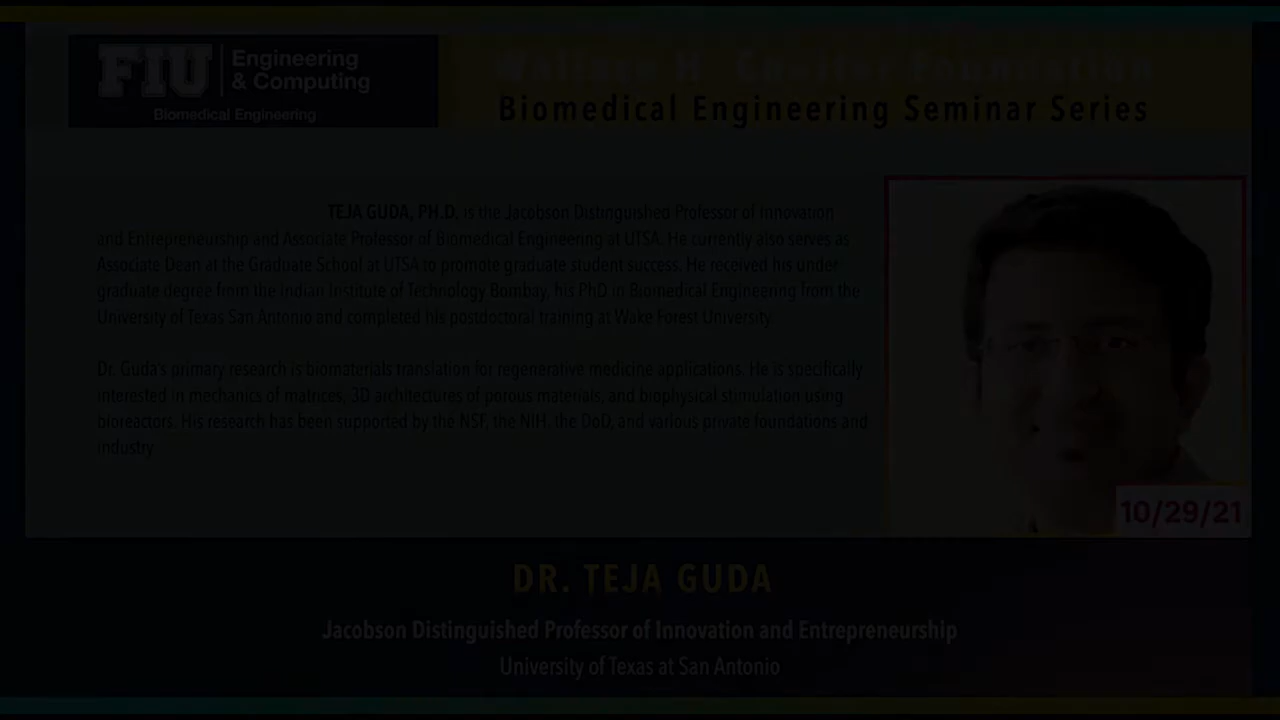 FIU
Engineering
& Computing
Biomedical Engineering
Wallace H. Coulter Foundation
Biomedical Engineering Seminar Series
TEJA GUDA, PH.D. is the Jacobson Distinguished Professor of Innovation
and Entrepreneurship and Associate Professor of Biomedical Engineering at UTSA. He currently also serves as
Associate Dean at the Graduate School at UTSA to promote graduate student success. He received his under
graduate degree from the Indian Institute of Technology Bombay, his PhD in Biomedical Engineering from the
University of Texas San Antonio and completed his postdoctoral training at Wake Forest University.
Dr. Guda's primary research is biomaterials translation for regenerative medicine applications. He is specifically
interested in mechanics of matrices, 3D architectures of porous materials, and biophysical stimulation using
bioreactors. His research has been supported by the NSF, the NIH, the DoD, and various private foundations and
industry.
10/29/21
DR. TEJA GUDA
Jacobson Distinguished Professor of Innovation and Entrepreneurship
University of Texas at San Antonio